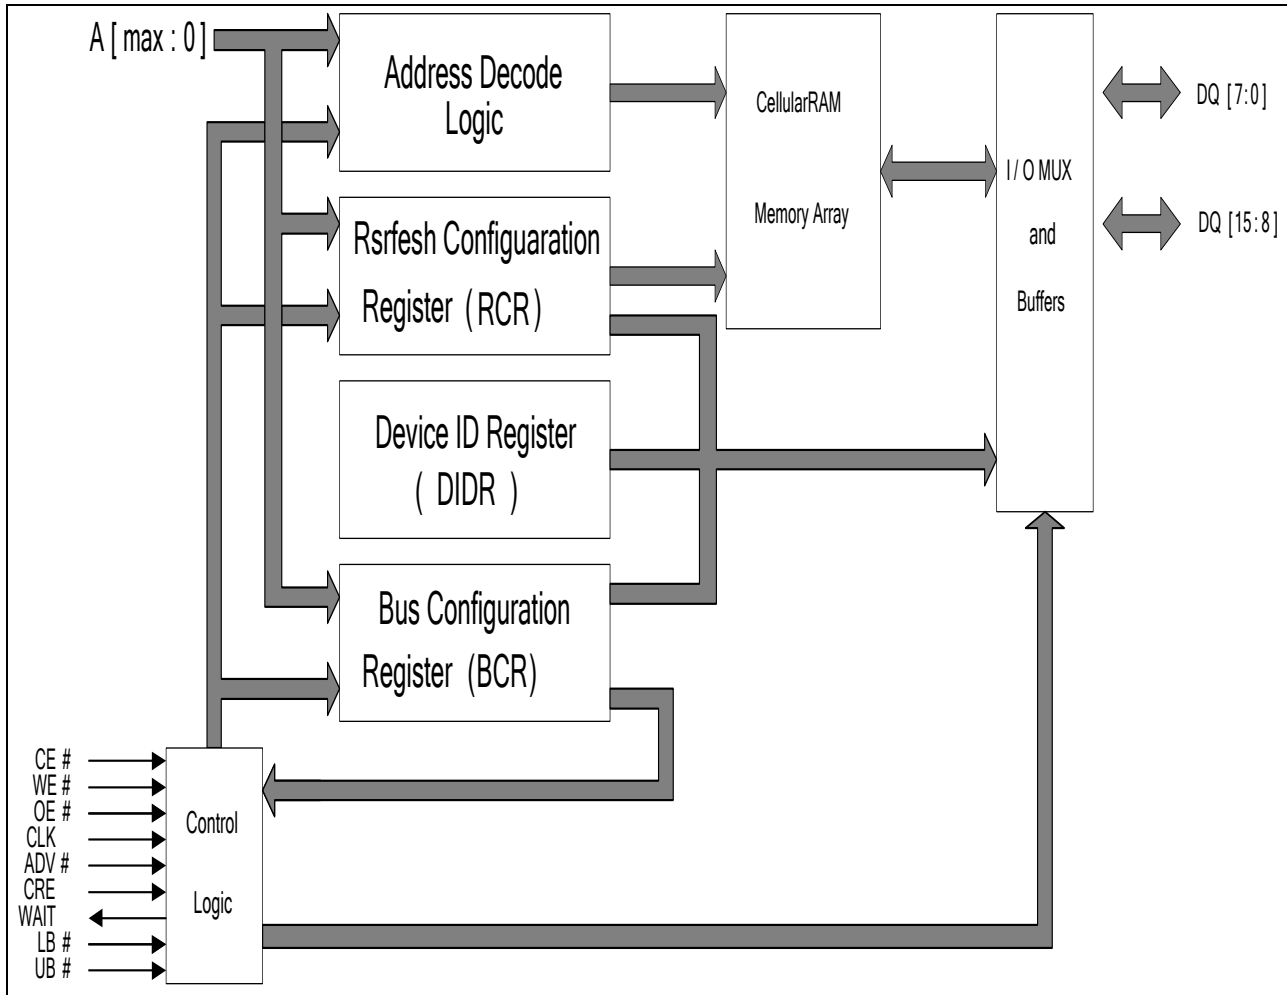 A [ max : 0 ]
Address Decode
Logic
CellularRAM
Memory Array
I / O MUX
and
Buffers
DQ [7:0]
DQ [15:8]
Rsrfesh Configuaration
Register ( RCR )
Device ID Register
( DIDR )
Bus Configuration
Register (BCR)
CE #
WE #
OE #
CLK
ADV #
CRE
WAIT
LB #
UB #
Control
Logic